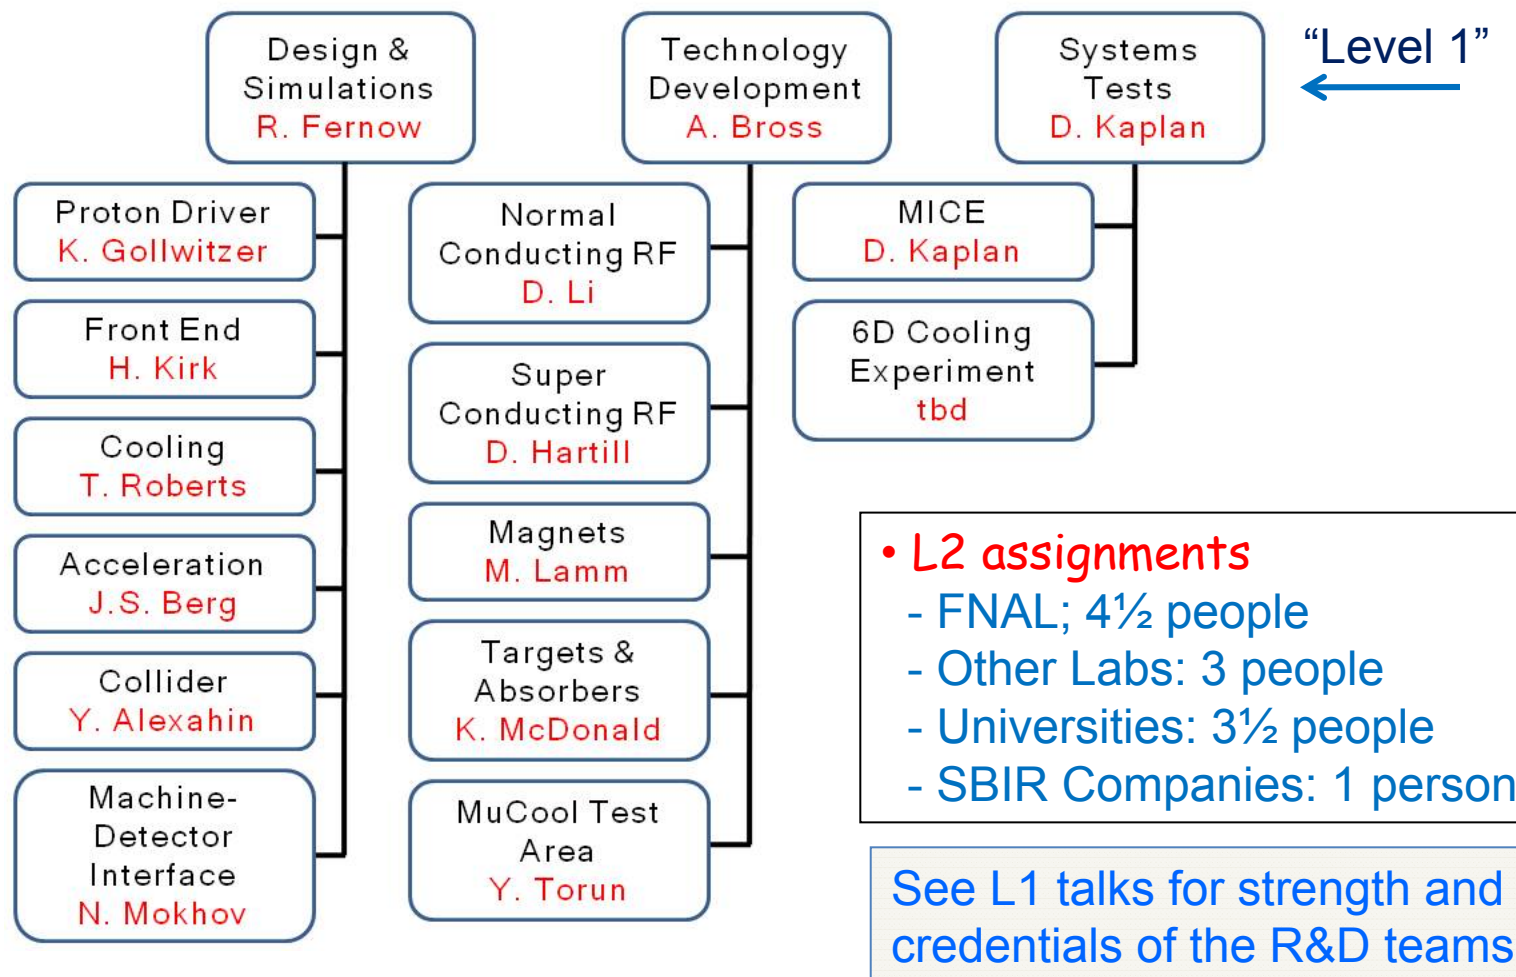 Design &
Simulations
R. Fernow
Technology
Development
A. Bross
Systems
Tests
D. Kaplan
“Level 1”
Proton Driver
K. Gollwitzer
Front End
H. Kirk
Cooling
T. Roberts
Acceleration
J.S. Berg
Collider
Y. Alexahin
Machine-
Detector
Interface
N. Mokhov
Normal
Conducting RF
D. Li
Super
Conducting RF
D. Hartill
Magnets
M. Lamm
Targets &
Absorbers
K. McDonald
MuCool Test
Area
Y. Torun
MICE
D. Kaplan
6D Cooling
Experiment
tbd
• L2 assignments
- FNAL; 4½ people
- Other Labs: 3 people
- Universities: 3½ people
- SBIR Companies: 1 person
See L1 talks for strength and
credentials of the R&D teams